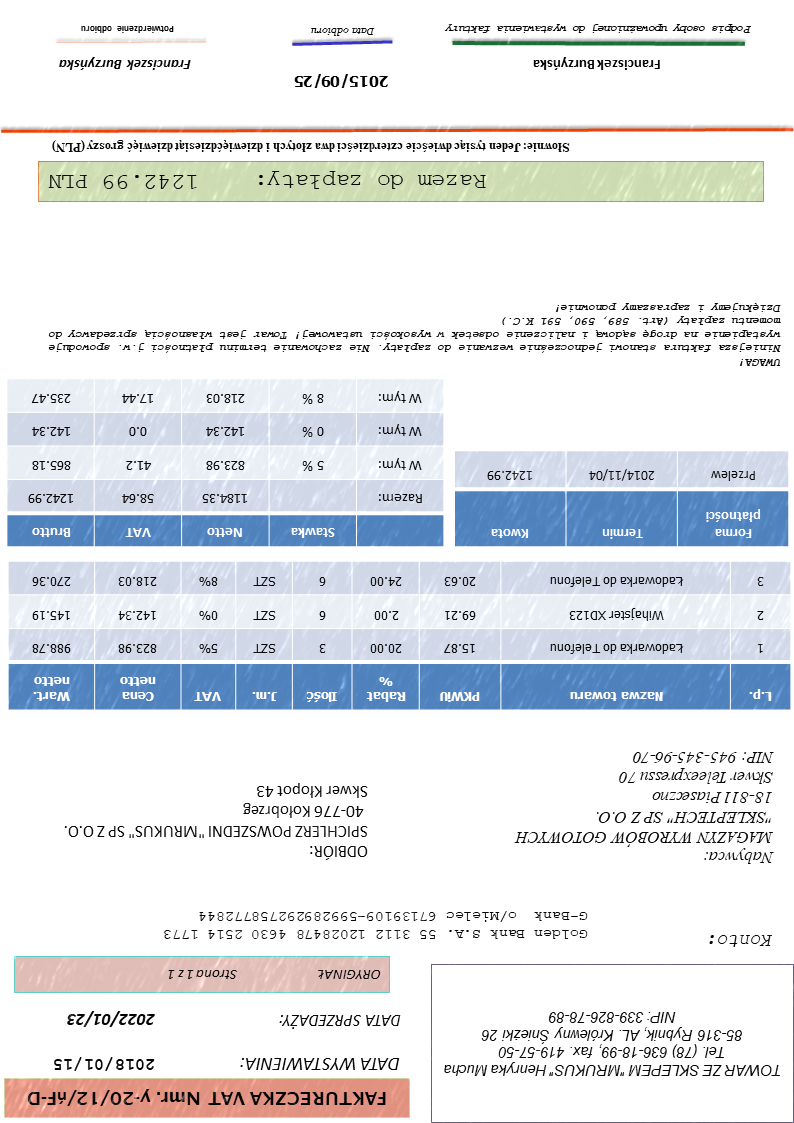 TOWAR ZE SKLEPEM "MRUKUS" Henryka Mucha
Tel. (78) 636-18-99, fax. 419-57-50
85-316 Rybnik, AL. Królewny Śnieżki 26
NIP: 339-826-78-89
FAKTURECZKA VAT Nmr. y-20/12/ńF-D
DATA WYSTAWIENIA: 2018/01/15
DATA SPRZEDAŻY: 2022/01/23
ORYGINAŁ Strona 1 z 1
Konto:
Golden Bank S.A. 55 3112 12028478 4630 2514 1773
G-Bank o/Mielec 67139109-599289292758772844
Nabywca:
MAGAZYN WYROBÓW GOTOWYCH
"SKLEPTECH" SP Z O.O.
18-811 Piaseczno
Skwer Teleexpressu 70
NIP: 945-345-96-70
ODBIÓR:
SPICHLERZ POWSZEDNI "MRUKUS" SP Z O.O.
40-776 Kołobrzeg
Skwer Kłopot 43
L.p. Nazwa towaru PKWiU Rabat % Ilość J.m. VAT Cena netto Wart. netto
1 Ładowarka Do Telefonu 15.87 20.00 3 SZT 5% 823.98 988.78
2 Wihajster XD123 69.21 2.00 6 SZT 0% 142.34 145.19
3 Ładowarka Do Telefonu 20.63 24.00 6 SZT 8% 218.03 270.36
Forma płatności Termin Kwota
Przelew 2014/11/04 1242.99
Stawka Netto VAT Brutto
Razem: 1184.35 58.64 1242.99
W tym: 5 % 823.98 41.2 865.18
W tym: 0 % 142.34 0.0 142.34
W tym: 8 % 218.03 17.44 235.47
UWAGA!
Niniejsza faktura stanowi jednocześnie wezwanie do zapłaty. Nie zachowanie terminu płatności j.w. spowoduje
wystąpienie na drogę sądową i naliczenie odsetek w wysokości ustawowej! Towar jest własnością sprzedawcy do
momentu zapłaty (Art. 589, 590, 591 K.C.)
Dziękujemy i zapraszamy ponownie!
Razem do zapłaty: 1242.99 PLN
Słownie: Jeden tysiąc dwieście czterdzieści dwa złotych i dziewięćdziesiąt dziewięć groszy (PLN)
Franciszek Burzyńska
Podpis osoby upoważnionej do wystawienia faktury
2015/09/25
Data odbioru
Franciszek Burzyńska
Potwierdzenie odbioru